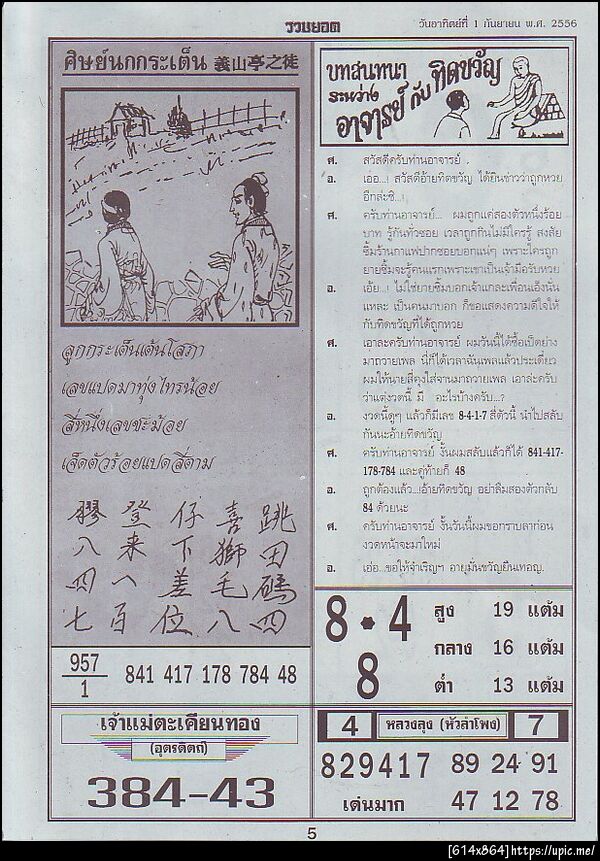 รวมยอด
วันอาทิตย์ที่ 1 กันยายน พ.ศ. 2556
ศิษย์นกกระเต็น 義山亭之徒
ลูกกระเต็นเต้นโสภา
เลขแปดมาทุ่งไทรน้อย
สี่หนึ่งเลขชะม้อย
เจ็ดตัวร้อยแปดสี่ตาม
膠 登 仔 喜 跳
八 来 下 獅 田
四 八 差 毛 碼
七 百 位 八 四
957
1
841 417 178 784 48
เจ้าแม่ตะเคียนทอง
(อุตรดิตถ์)
384-43
บทสนทนา
ระหว่าง
อาจารย์ กับ ทิดขวัญ
ศ. สวัสดีครับท่านอาจารย์ .
อ. เอ่อ...! สวัสดีอ้ายทิดขวัญ ได้ยินข่าวว่าถูกหวย
อีกล่ะซิ...!
ศ. ครับท่านอาจารย์... ผมถูกแค่สองตัวหนึ่งร้อย
บาท รู้กันทั่วซอย เวลาถูกกินไม่มีใครรู้ สงสัย
ซิ้มร้านกาแฟปากซอยบอกแน่ๆ เพราะใครถูก
ยายซิ้มจะรู้คนแรกเพราะเขาเป็นเจ้ามือรับหวย
อ. เอ้ย...! ไม่ใช่ยายซิ้มบอกเจ้าแกละเพื่อนเอ็งนั่น
แหละ เป็นคนมาบอก ก็ขอแสดงความดีใจให้
กับทิดขวัญที่ได้ถูกหวย
ศ. เอาละครับท่านอาจารย์ ผมวันนี้ได้ซื้อเป็ดย่าง
มาถวายเพล นี่ก็ได้เวลาฉันเพลแล้วประเดี๋ยว
ผมให้นายสี่คุงใส่จานมาถวายเพล เอาล่ะครับ
ว่าแต่งวดนี้ มี อะไรบ้างครับ...?
อ. งวดนี้ดูๆ แล้วก็มีเลข 8-4-1-7 สี่ตัวนี้ นำไปสลับ
กันนะอ้ายทิดขวัญ
ศ. ครับท่านอาจารย์ งั้นผมสลับแล้วก็ได้ 841-417-
178-784 และคู่ท้ายก็ 48
อ. ถูกต้องแล้ว...เอ้ายทิดขวัญ อย่าลืมสองตัวกลับ
84 ด้วยนะ
ศ. ครับท่านอาจารย์ งั้นวันนี้ผมขอกราบลาก่อน
งวดหน้าจะมาใหม่
อ. เอ่อ...ขอให้จำเริญๆ อายุมั่นขวัญยืนเทอญ.
8 • 4
8
สูง 19 แต้ม
กลาง 16 แต้ม
ต่ำ 13 แต้ม
4 หลวงลุง (หัวลำโพง) 7
829417 89 24 91
เด่นมาก 47 12 78
5
[614x864]https://upic.me/